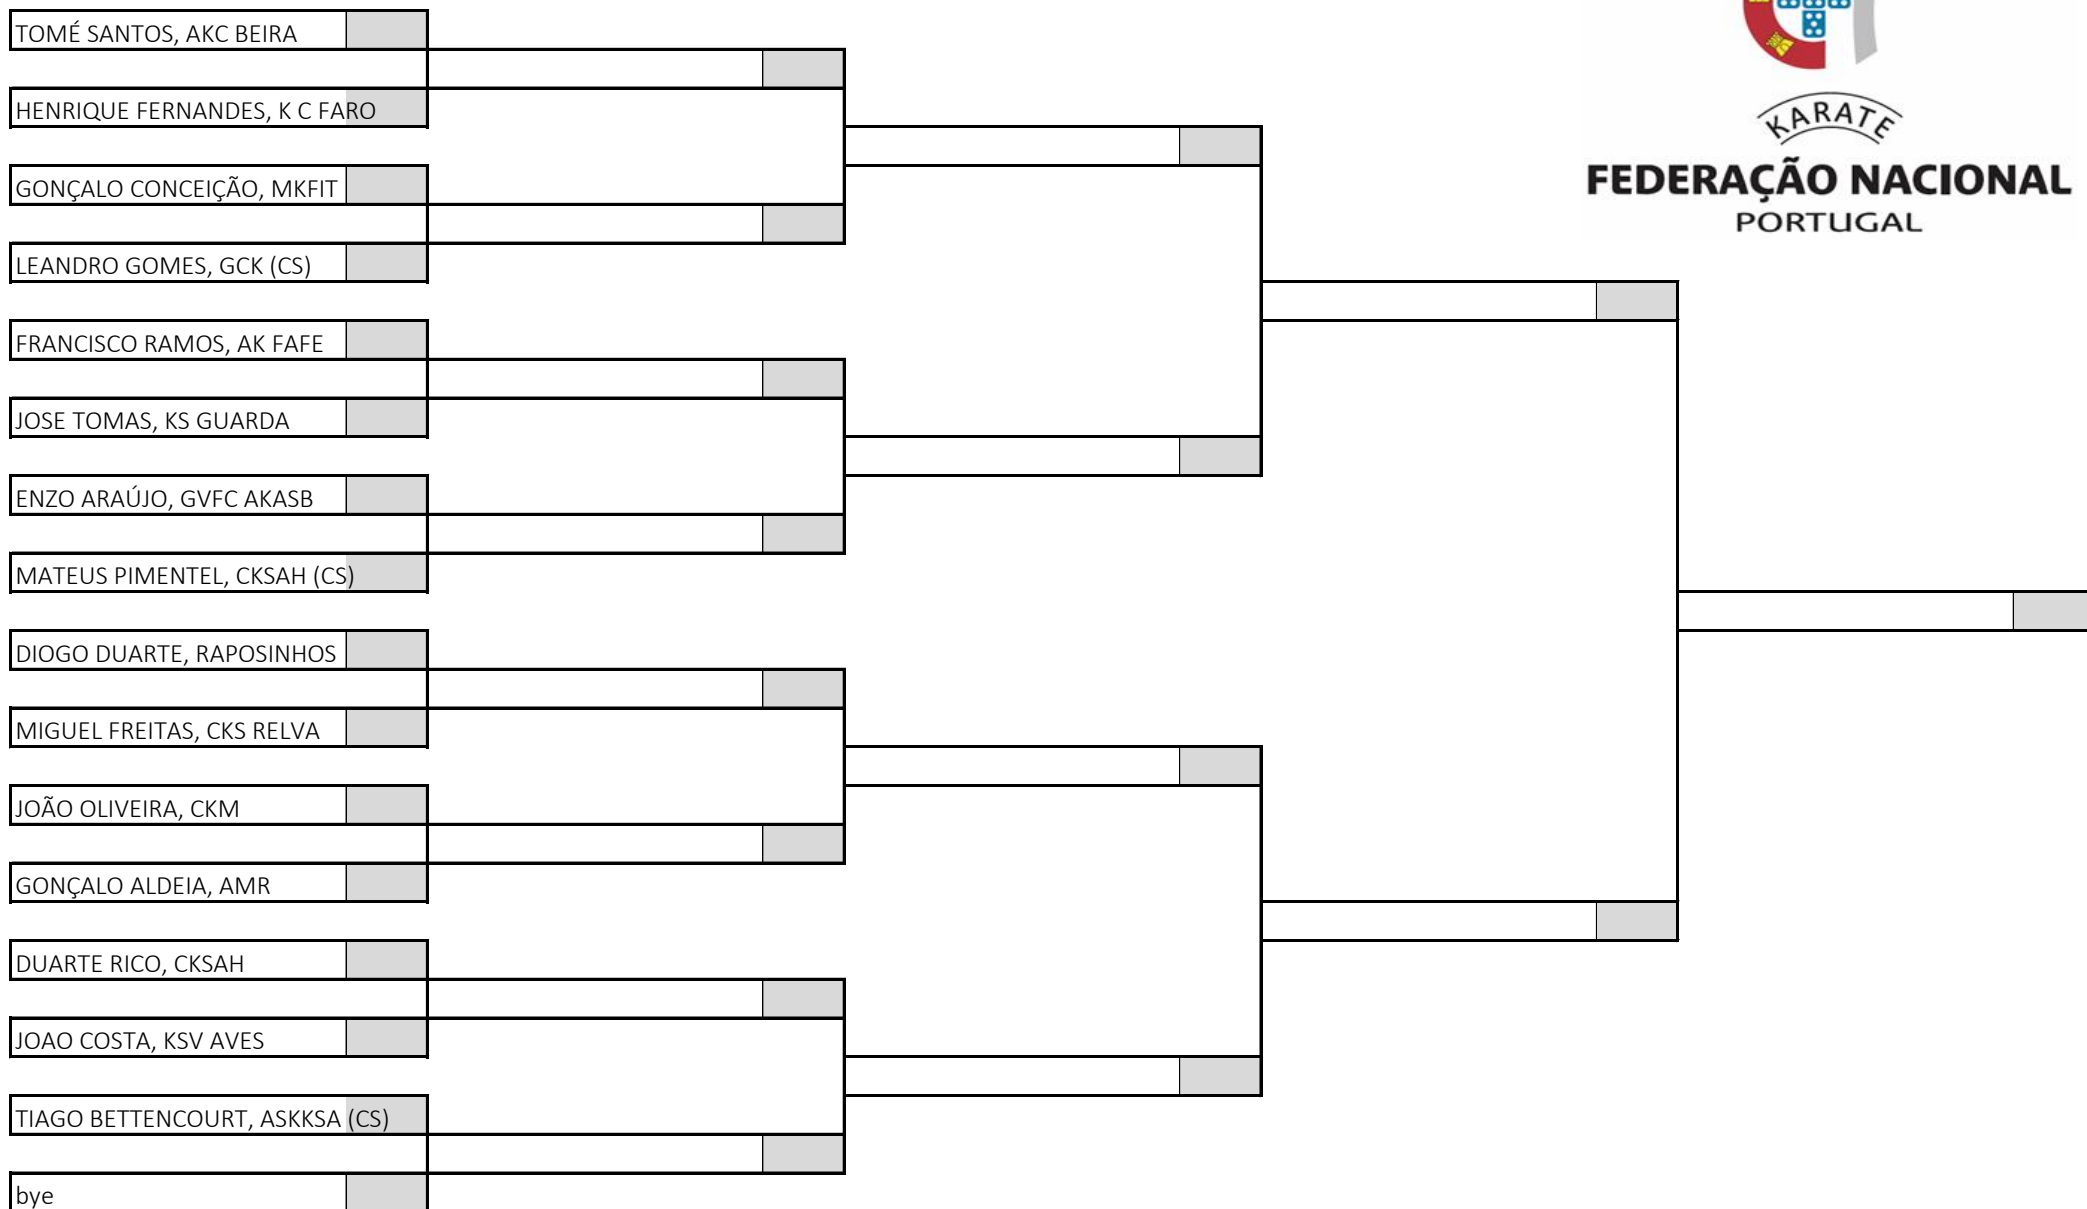 TOMÉ SANTOS, AKC BEIRA
HENRIQUE FERNANDES, K C FARO
KARATE
GONÇALO CONCEIÇÃO, MKFIT
FEDERAÇÃO NACIONAL
PORTUGAL
LEANDRO GOMES, GCK (CS)
FRANCISCO RAMOS, AK FAFE
JOSE TOMAS, KS GUARDA
ENZO ARAÚJO, GVFC AKASB
MATEUS PIMENTEL, CKSAH (CS)
DIOGO DUARTE, RAPOSINHOS
MIGUEL FREITAS, CKS RELVA
JOÃO OLIVEIRA, CKM
GONÇALO ALDEIA, AMR
DUARTE RICO, CKSAH
JOAO COSTA, KSV AVES
TIAGO BETTENCOURT, ASKKSA (CS)
bye